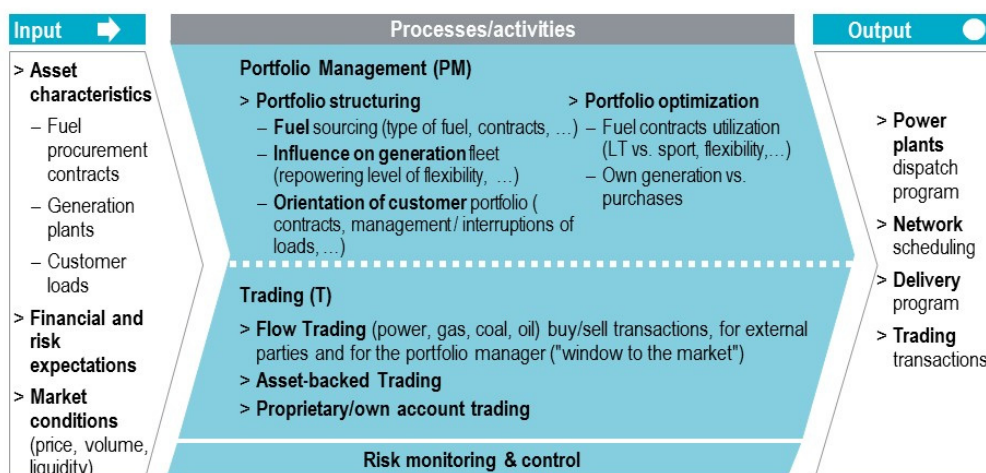 Input
Processes/activities
Output
> Asset
characteristics
– Fuel
procurement
contracts
– Generation
plants
– Customer
loads
> Financial and
risk
expectations
> Market
conditions
(price, volume,
liquidity)
Portfolio Management (PM)
> Portfolio structuring
– Fuel sourcing (type of fuel, contracts, …)
– Influence on generation fleet
(repowering level of flexibility, …)
– Orientation of customer portfolio (
contracts, management / interruptions of
loads, …)
> Portfolio optimization
– Fuel contracts utilization
(LT vs. sport, flexibility,…)
– Own generation vs.
purchases
Trading (T)
> Flow Trading (power, gas, coal, oil) buy/sell transactions, for external
parties and for the portfolio manager ("window to the market")
> Asset-backed Trading
> Proprietary/own account trading
Risk monitoring & control
> Power
plants
dispatch
program
> Network
scheduling
> Delivery
program
> Trading
transactions